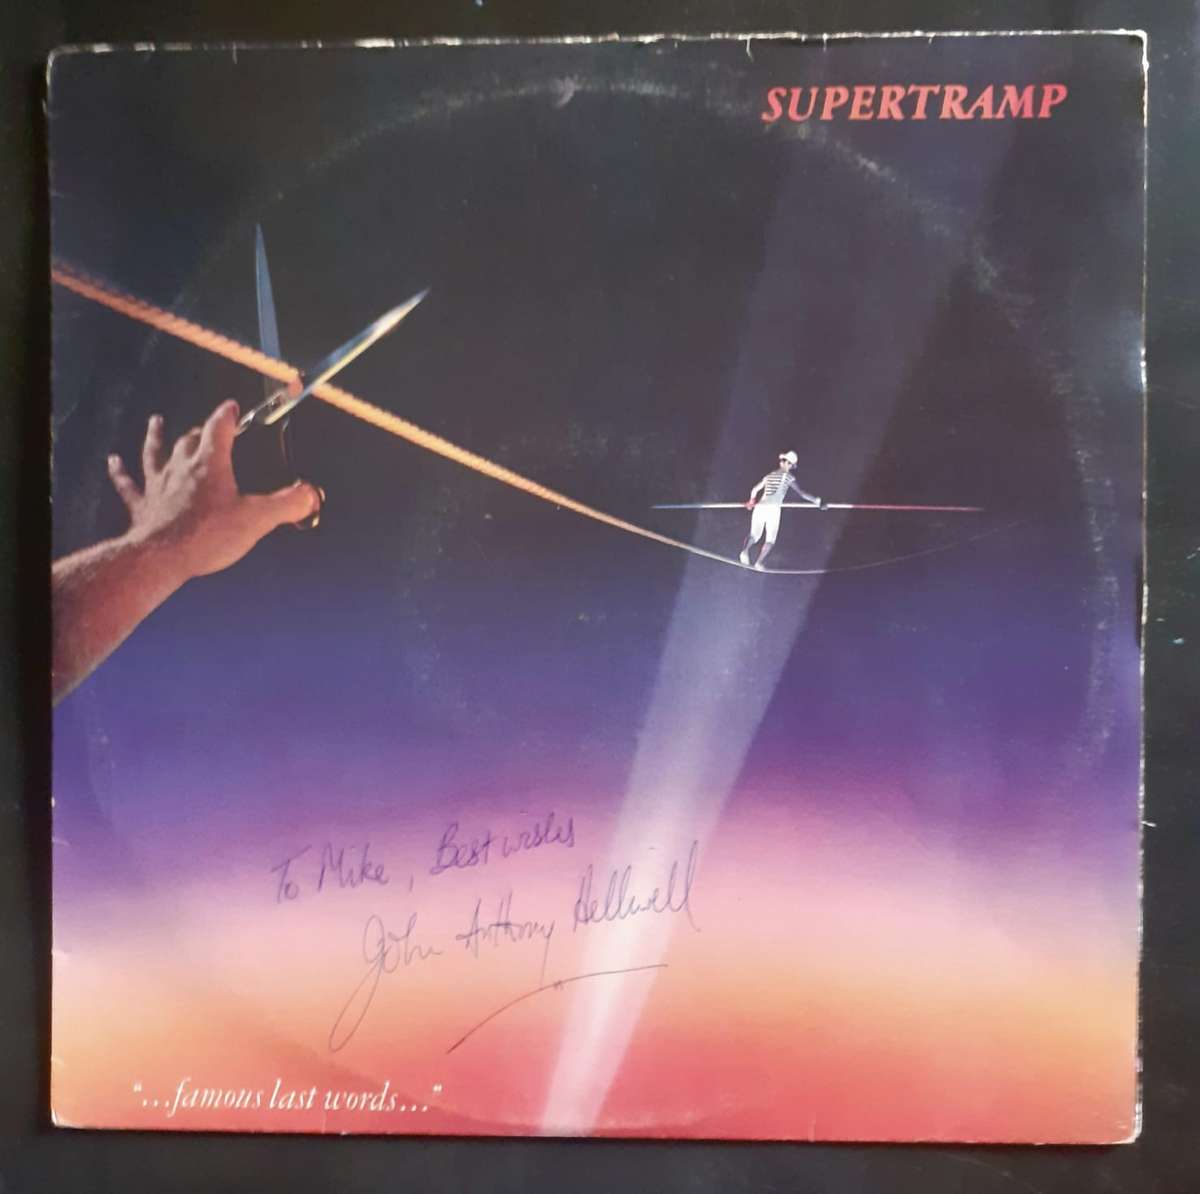 SUPERTRAMP
To Mike, Best wishes
John Anthony Helliwell
"...famous last words..."